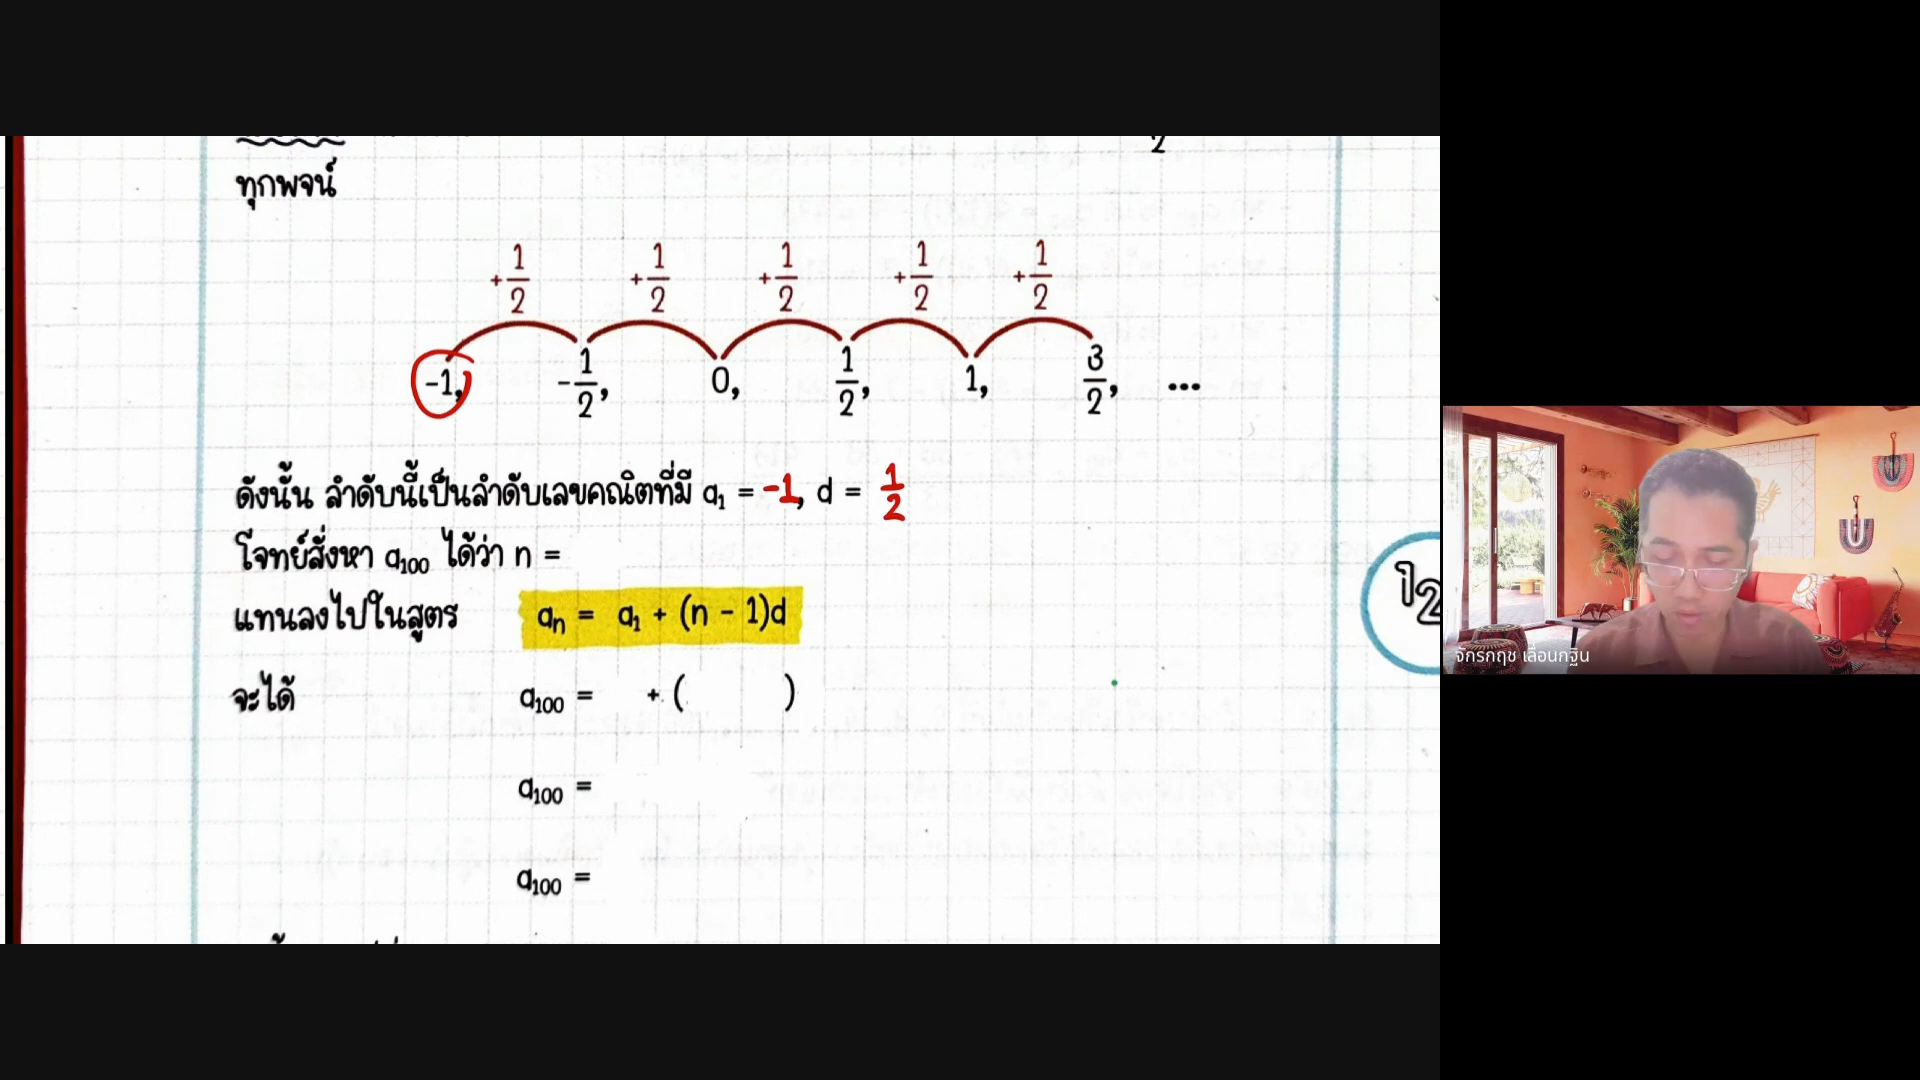 2
ทุกพจน์
+1/2 +1/2 +1/2 +1/2 +1/2
-1, -1/2, 0, 1/2, 1, 3/2, ...
ดังนั้น ลำดับนี้เป็นลำดับเลขคณิตที่มี a₁ = -1, d = 1/2
โจทย์สั่งหา a₁₀₀ ได้ว่า n =
แทนลงไปในสูตร aₙ = a₁ + (n - 1)d
จะได้ a₁₀₀ = + ( )
a₁₀₀ =
a₁₀₀ =
จักรกฤช เลื่อนกฐิน